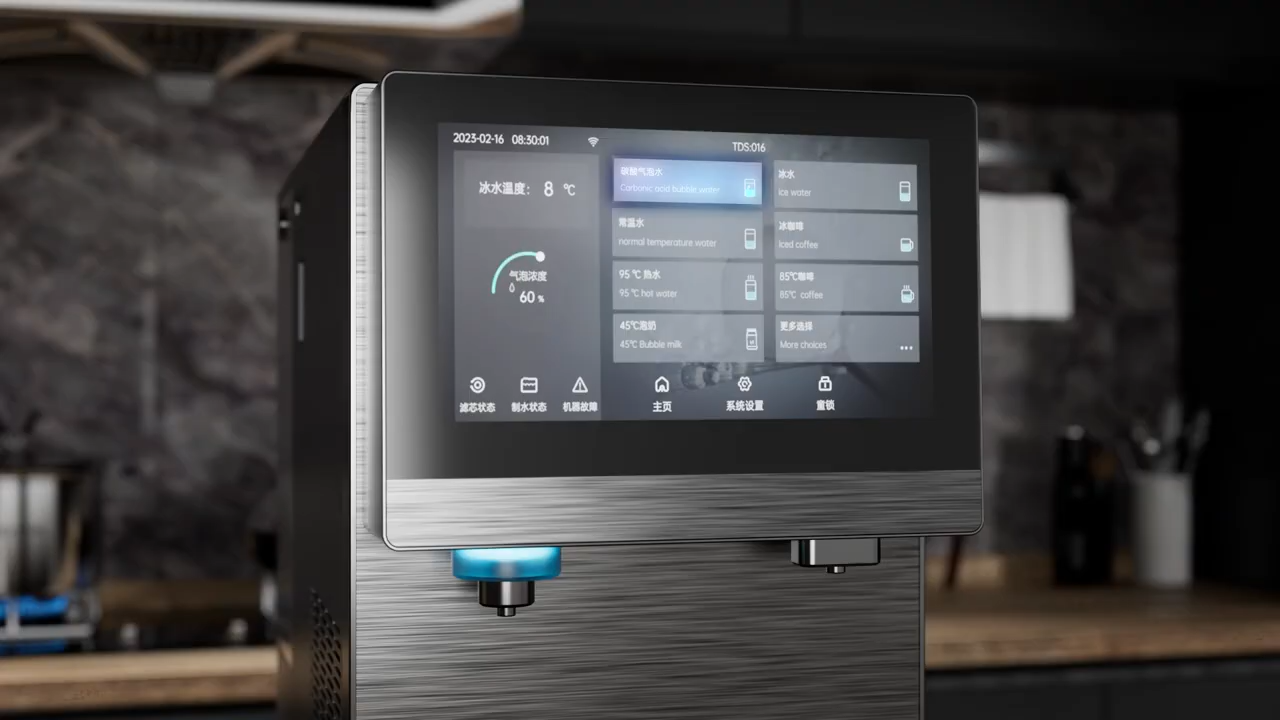 2023-02-16 08:30:01
TDS:016
冰水温度： 8 ℃
气泡浓度
60 %
滤芯状态
制水状态
机器故障
碳酸气泡水
Carbonic acid bubble water
冰水
Ice water
常温水
normal temperature water
冰咖啡
Iced coffee
95 ℃ 热水
95 ℃ hot water
85℃咖啡
85℃ coffee
45℃泡奶
45℃ Bubble milk
更多选择
More choices
主页
系统设置
童锁